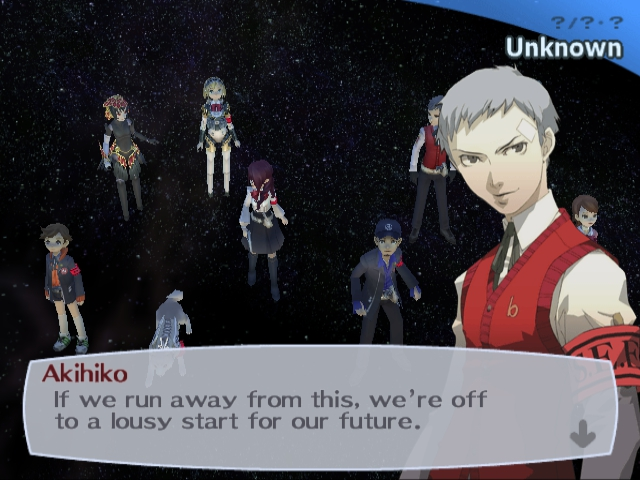 ?/?・?
Unknown
b
S.E.E.
Akihiko
If we run away from this, we're off
to a lousy start for our future.